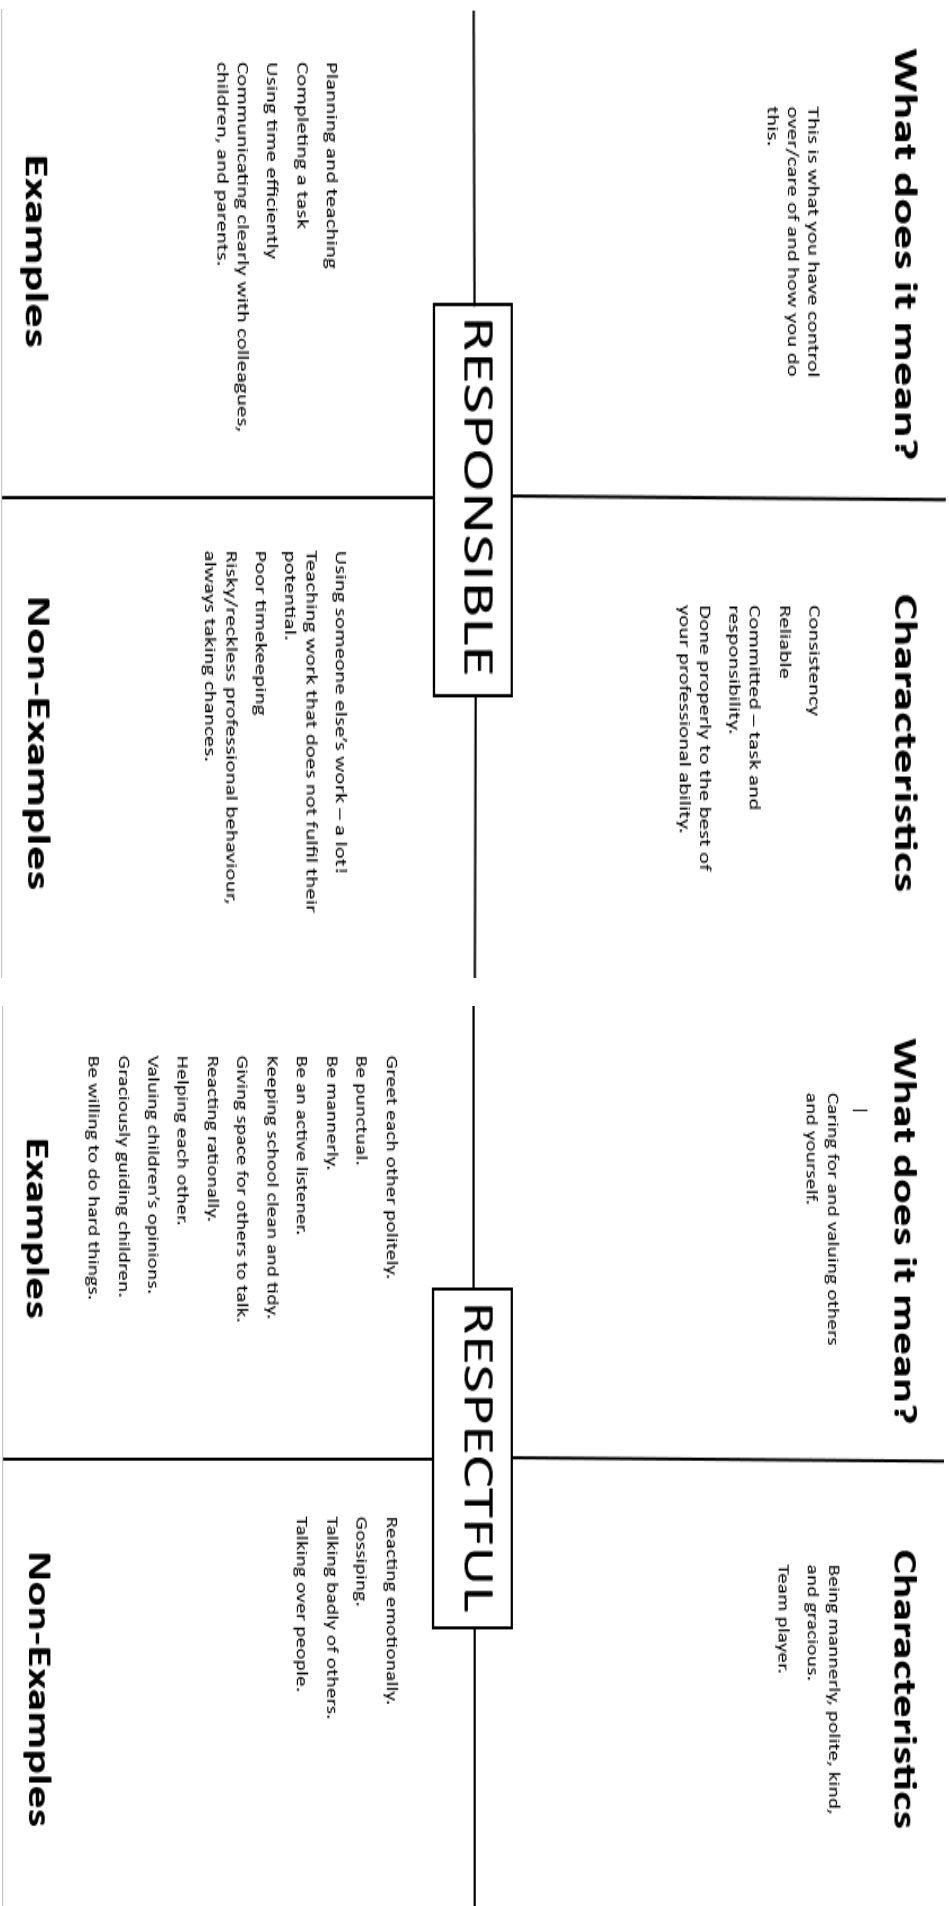 What does it mean?
This is what you have control
over/care of and how you do
this.
Characteristics
Consistency
Reliable
Committed – task and
responsibility.
Done properly to the best of
your professional ability.
RESPONSIBLE
Planning and teaching
Completing a task
Using time efficiently
Communicating clearly with colleagues,
children, and parents.
Examples
Using someone else's work – a lot!
Teaching work that does not fulfil their
potential.
Poor timekeeping
Risky/reckless professional behaviour,
always taking chances.
Non-Examples
What does it mean?
Caring for and valuing others
and yourself.
Characteristics
Being mannerly, polite, kind,
and gracious.
Team player.
RESPECTFUL
Greet each other politely.
Be punctual.
Be mannerly.
Be an active listener.
Keeping school clean and tidy.
Giving space for others to talk.
Reacting rationally.
Helping each other.
Valuing children's opinions.
Graciously guiding children.
Be willing to do hard things.
Examples
Reacting emotionally.
Gossiping.
Talking badly of others.
Talking over people.
Non-Examples